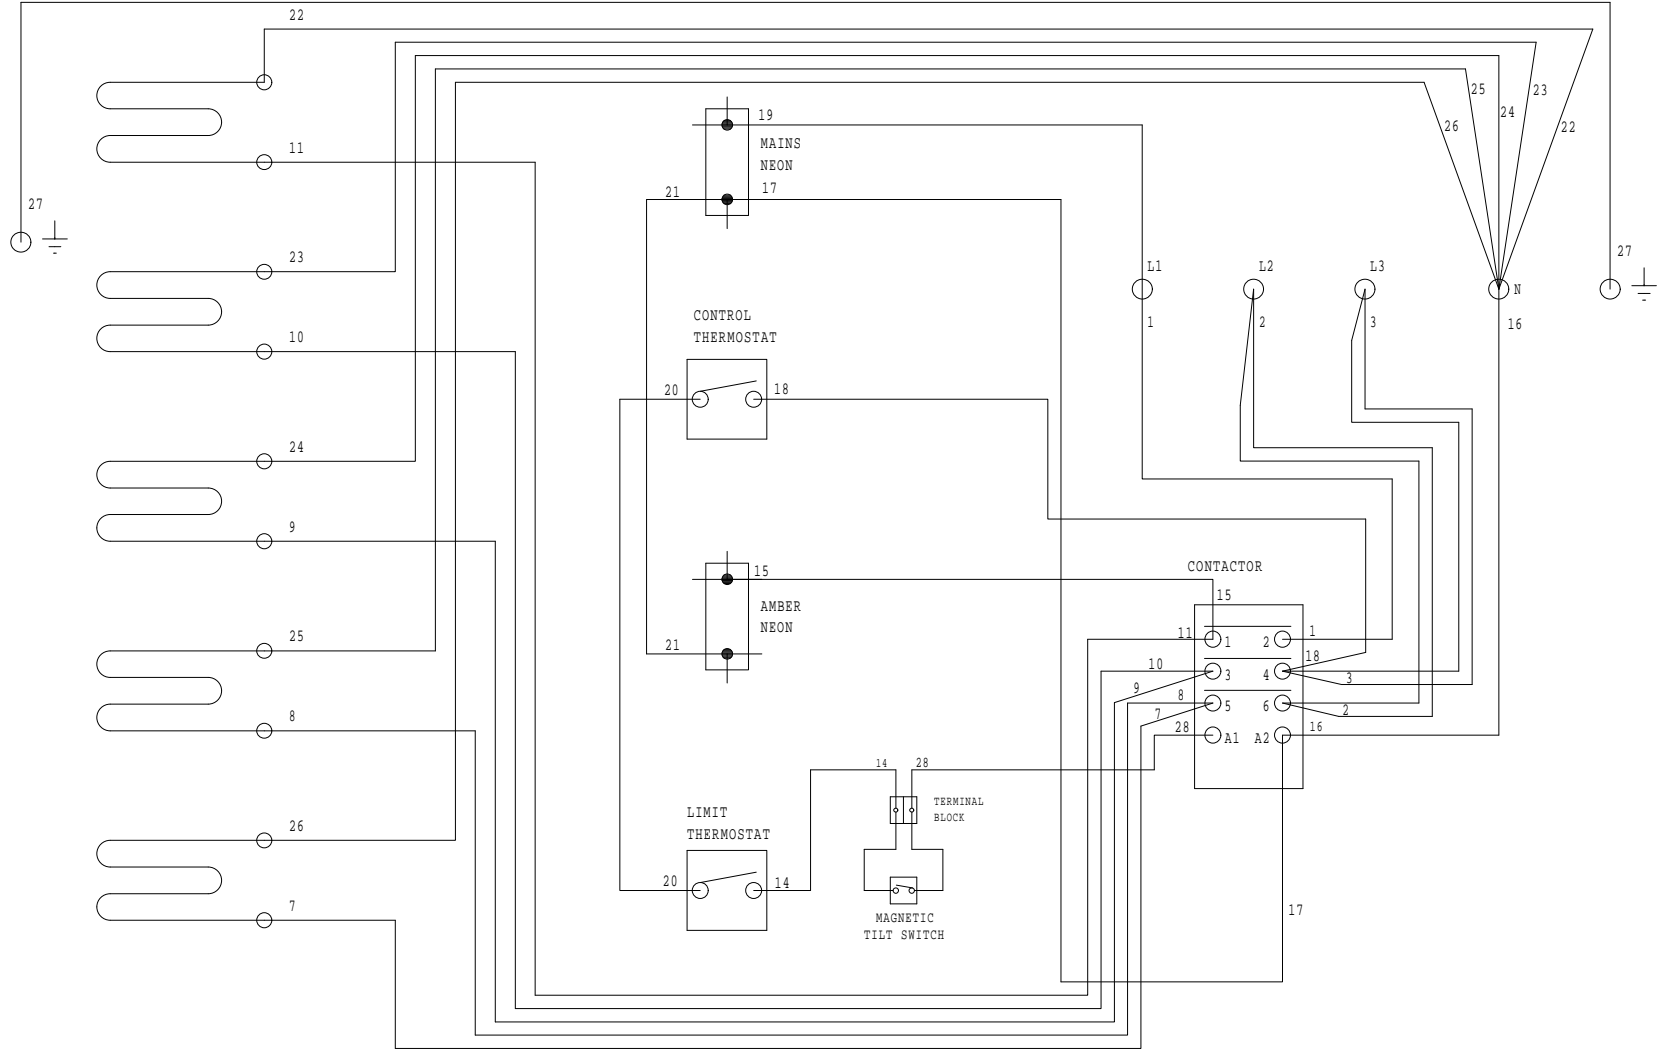 22
25
23
24
26
22
19
MAINS
NEON
11
17
21
27
27
23
L1
L2
L3
N
CONTROL
THERMOSTAT
1
2
3
16
10
20
18
24
9
CONTACTOR
15
15
AMBER
NEON
21
25
11
1
2
1
10
3
4
18
3
9
8
5
6
2
7
28
A1
A2
16
8
14
28
TERMINAL
BLOCK
LIMIT
THERMOSTAT
26
20
14
7
17
MAGNETIC
TILT SWITCH